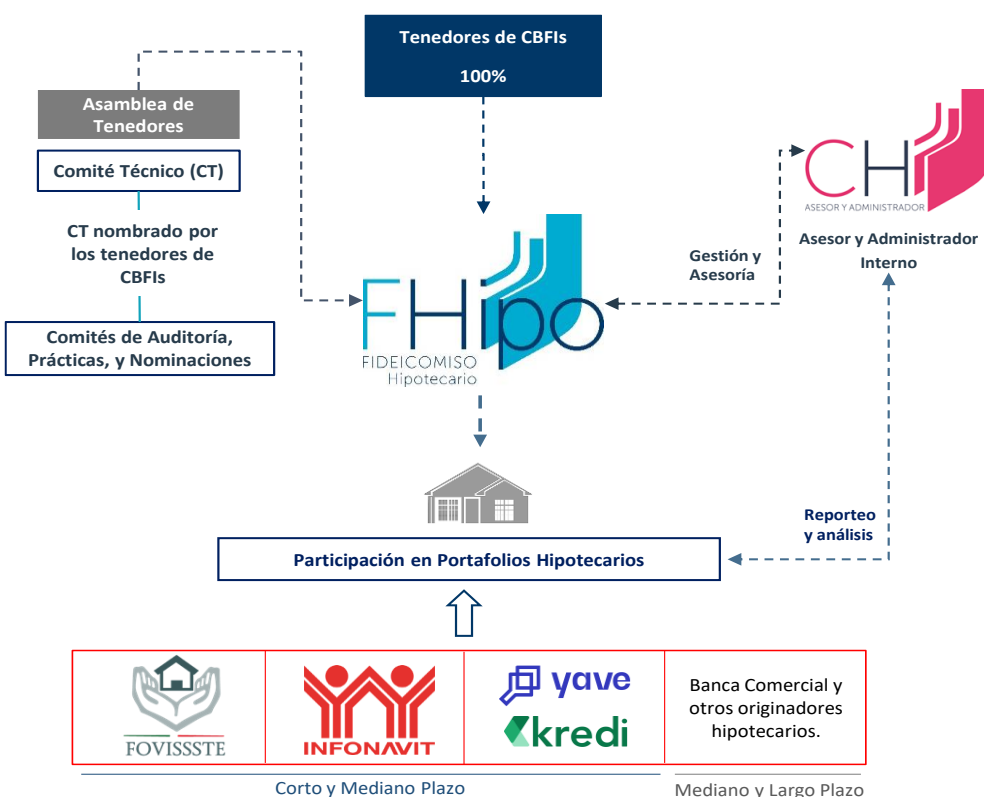 Tenedores de CBFIs
100%
Asamblea de
Tenedores
Comité Técnico (CT)
CT nombrado por
los tenedores de
CBFIs
Comités de Auditoría,
Prácticas, y Nominaciones
FHipo
FIDEICOMISO
Hipotecario
Gestión y
Asesoría
CHI
ASESOR Y ADMINISTRADOR
Asesor y Administrador
Interno
Reporteo
y análisis
Participación en Portafolios Hipotecarios
FOVISSSTE
INFONAVIT
yave
kredi
Banca Comercial y
otros originadores
hipotecarios.
Corto y Mediano Plazo
Mediano y Largo Plazo